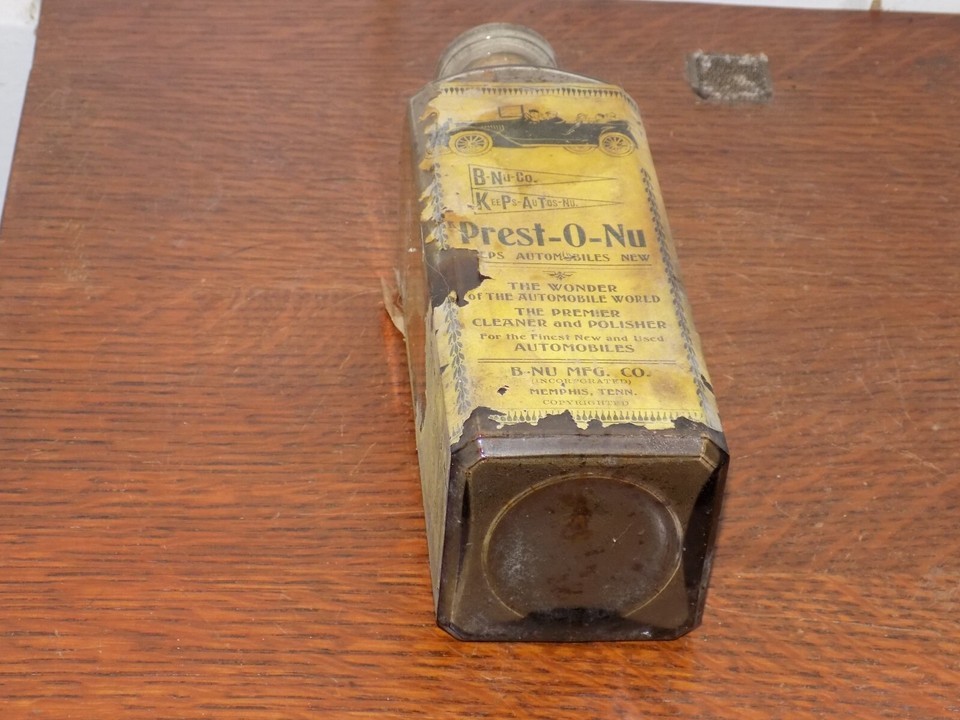 B-Nu-Co.
KeePs-AuTos-Nu.
Prest-O-Nu
AUTOMOBILES NEW
THE WONDER
of THE AUTOMOBILE WORLD
THE PREMIER
CLEANER and POLISHER
For the Finest New and Used
AUTOMOBILES
B-NU MFG. CO.
(INCORPORATED)
MEMPHIS, TENN.
COPYRIGHTED